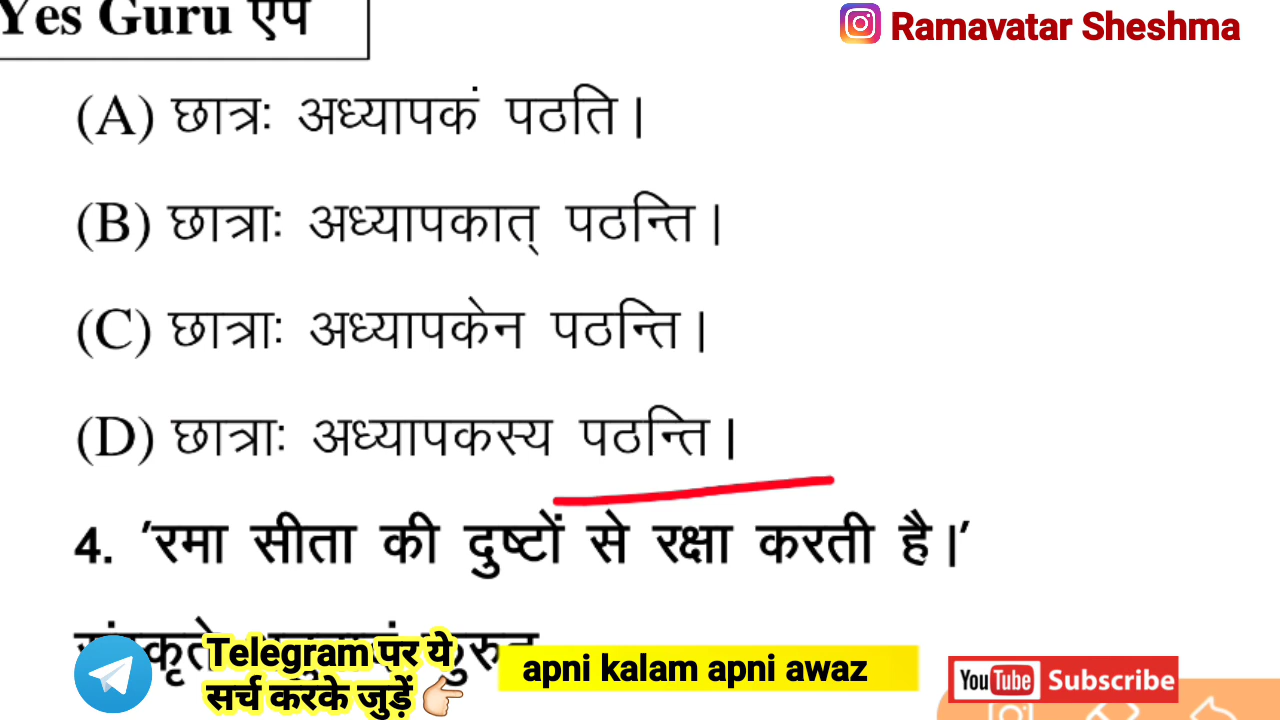 Yes Guru एप
Ramavatar Sheshma
(A) छात्रः अध्यापकं पठति।
(B) छात्राः अध्यापकात् पठन्ति।
(C) छात्राः अध्यापकेन पठन्ति।
(D) छात्राः अध्यापकस्य पठन्ति।
4. 'रमा सीता की दुष्टों से रक्षा करती है।'
Telegram पर ये
सर्च करके जुड़ें
apni kalam apni awaz
YouTube Subscribe